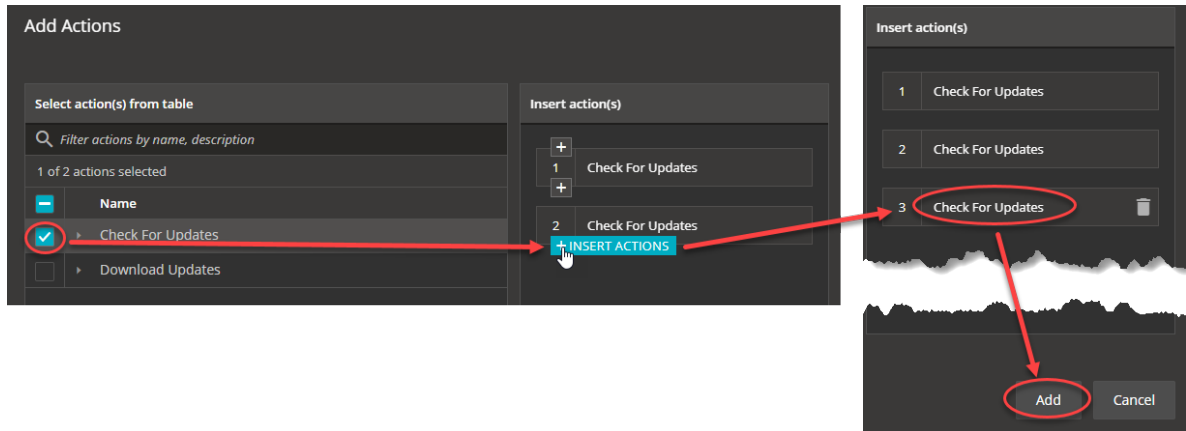 Add Actions
Select action(s) from table
Filter actions by name, description
1 of 2 actions selected
Name
Check For Updates
Download Updates
Insert action(s)
+
1 Check For Updates
+
2 Check For Updates
+ INSERT ACTIONS
Insert action(s)
1 Check For Updates
2 Check For Updates
3 Check For Updates
Add Cancel